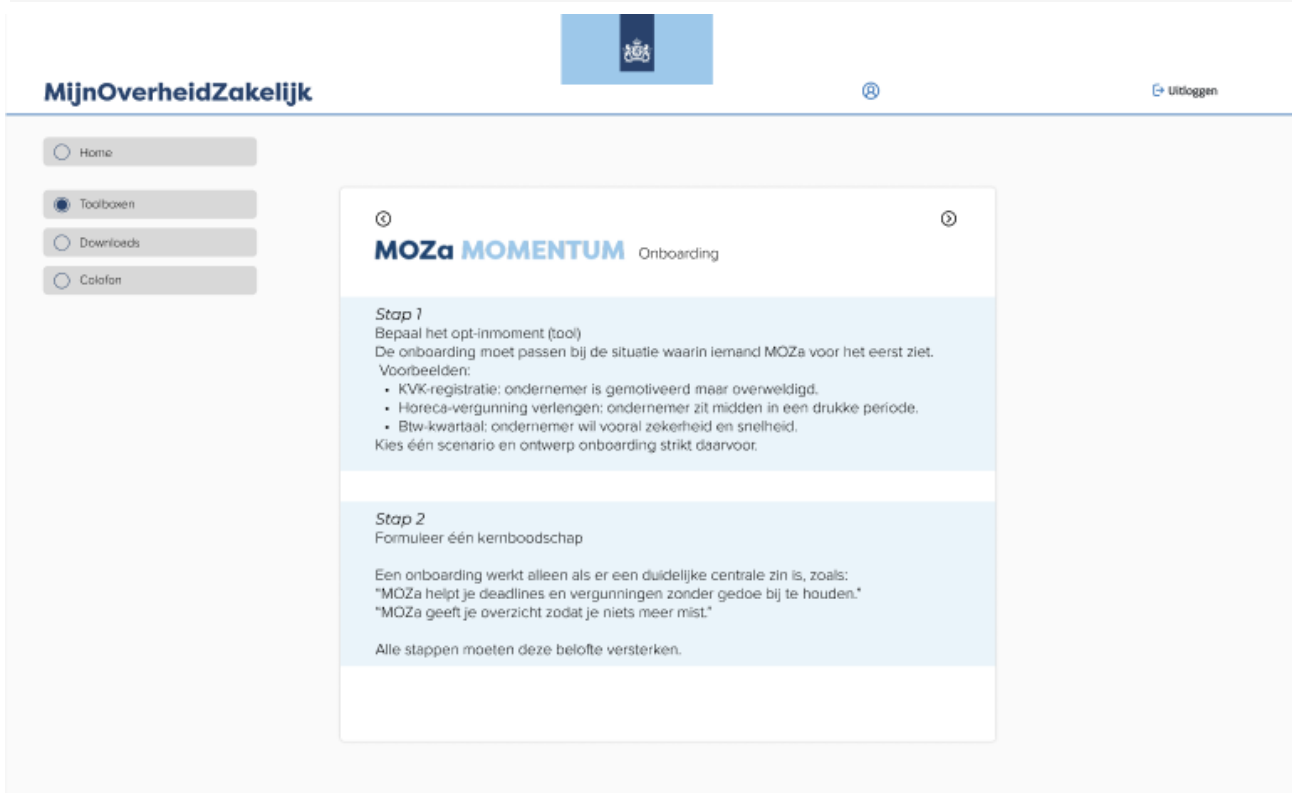 MijnOverheidZakelijk
Uitloggen
Home
Toolboxen
Downloads
Colofon
MOZa MOMENTUM Onboarding
Stap 1
Bepaal het opt-inmoment (tool)
De onboarding moet passen bij de situatie waarin iemand MOZa voor het eerst ziet.
Voorbeelden:
• KVK-registratie: ondernemer is gemotiveerd maar overweldigd.
• Horeca-vergunning verlengen: ondernemer zit midden in een drukke periode.
• Btw-kwartaal: ondernemer wil vooral zekerheid en snelheid.
Kies één scenario en ontwerp onboarding strikt daarvoor.
Stap 2
Formuleer één kernboodschap
Een onboarding werkt alleen als er een duidelijke centrale zin is, zoals:
"MOZa helpt je deadlines en vergunningen zonder gedoe bij te houden."
"MOZa geeft je overzicht zodat je niets meer mist."
Alle stappen moeten deze belofte versterken.